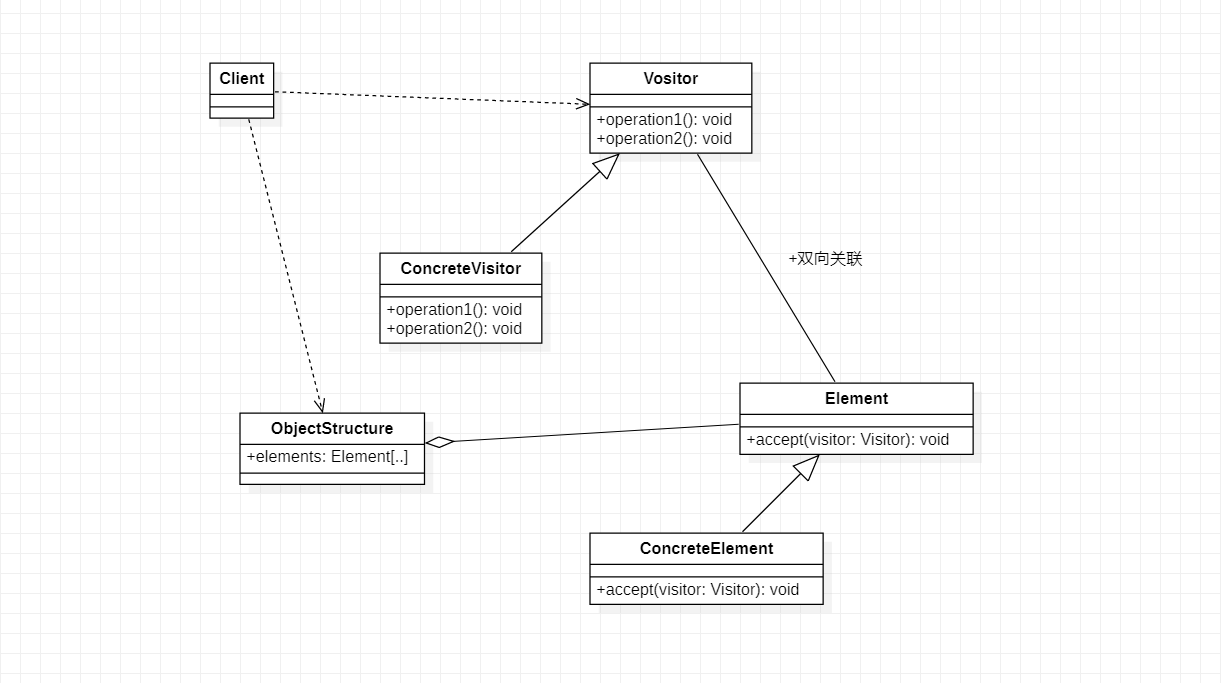 Client
Vositor
+operation1(): void
+operation2(): void
+双向关联
ConcreteVisitor
+operation1(): void
+operation2(): void
Element
+accept(visitor: Visitor): void
ObjectStructure
+elements: Element[..]
ConcreteElement
+accept(visitor: Visitor): void